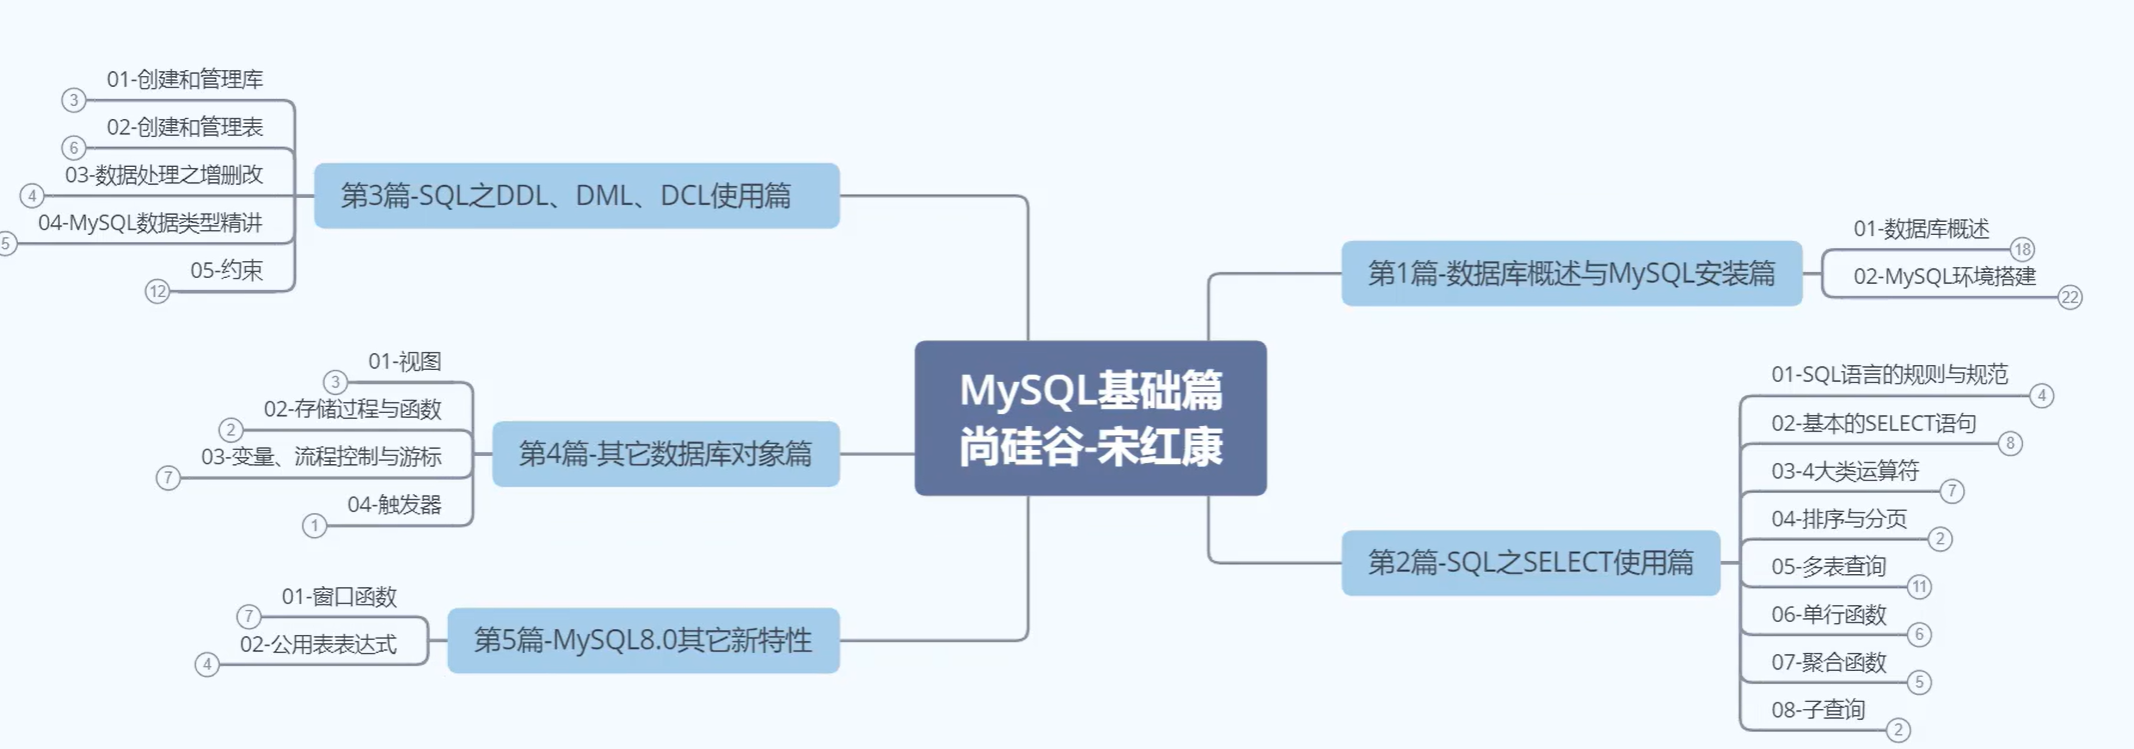 MySQL基础篇
尚硅谷-宋红康
第1篇-数据库概述与MySQL安装篇
01-数据库概述
18
02-MySQL环境搭建
22
第2篇-SQL之SELECT使用篇
01-SQL语言的规则与规范
4
02-基本的SELECT语句
8
03-4大类运算符
7
04-排序与分页
2
05-多表查询
11
06-单行函数
6
07-聚合函数
5
08-子查询
2
第3篇-SQL之DDL、DML、DCL使用篇
01-创建和管理库
3
02-创建和管理表
6
03-数据处理之增删改
4
04-MySQL数据类型精讲
5
05-约束
12
第4篇-其它数据库对象篇
01-视图
3
02-存储过程与函数
2
03-变量、流程控制与游标
7
04-触发器
1
第5篇-MySQL8.0其它新特性
01-窗口函数
7
02-公用表表达式
4